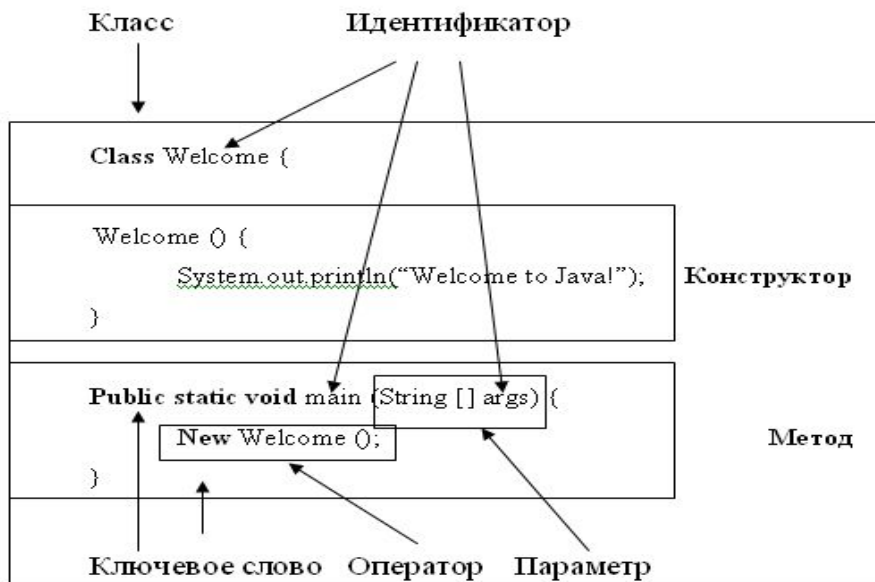 Класс Идентификатор
Class Welcome {
Welcome () {
System.out.println(“Welcome to Java!”);
Конструктор
}
Public static void main (String [] args) {
New Welcome ();
Метод
}
Ключевое слово Оператор Параметр